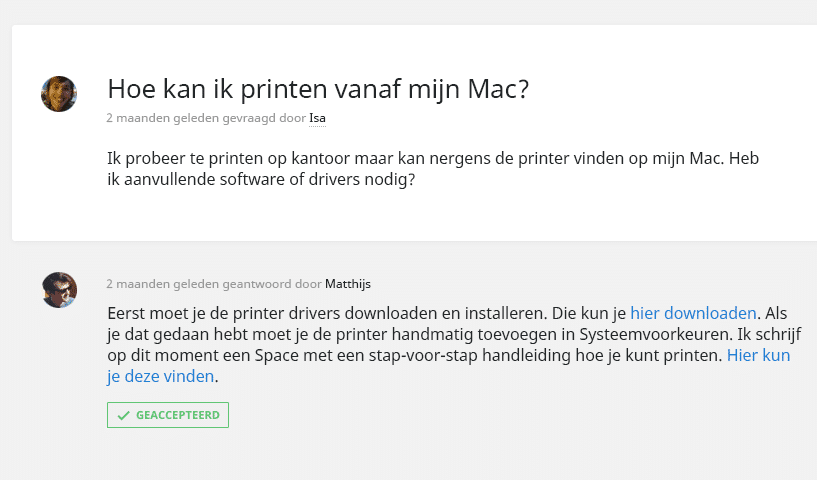 Hoe kan ik printen vanaf mijn Mac?
2 maanden geleden gevraagd door Isa
Ik probeer te printen op kantoor maar kan nergens de printer vinden op mijn Mac. Heb
ik aanvullende software of drivers nodig?
2 maanden geleden geantwoord door Matthijs
Eerst moet je de printer drivers downloaden en installeren. Die kun je hier downloaden. Als
je dat gedaan hebt moet je de printer handmatig toevoegen in Systeemvoorkeuren. Ik schrijf
op dit moment een Space met een stap-voor-stap handleiding hoe je kunt printen. Hier kun
je deze vinden.
GEACCEPTEERD